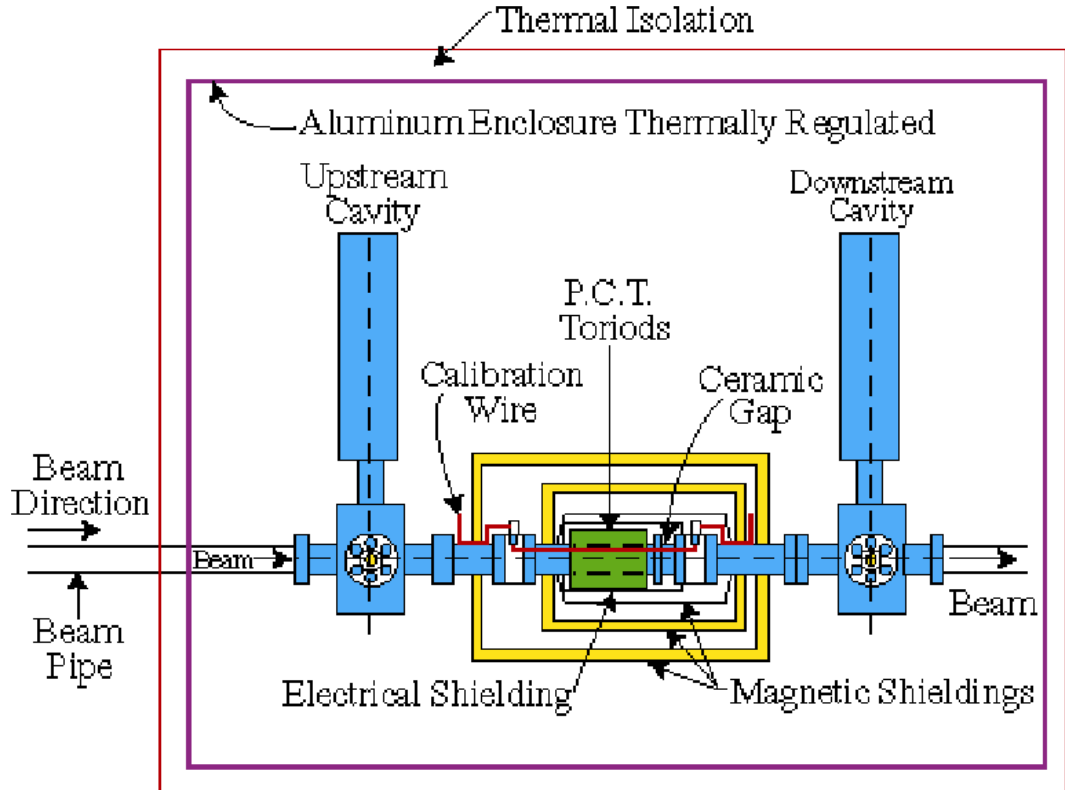 Thermal Isolation
Aluminum Enclosure Thermally Regulated
Upstream
Cavity
Downstream
Cavity
P.C.T.
Toriods
Calibration
Wire
Ceramic
Gap
Beam
Direction
Beam
Beam
Beam
Pipe
Electrical Shielding
Magnetic Shieldings